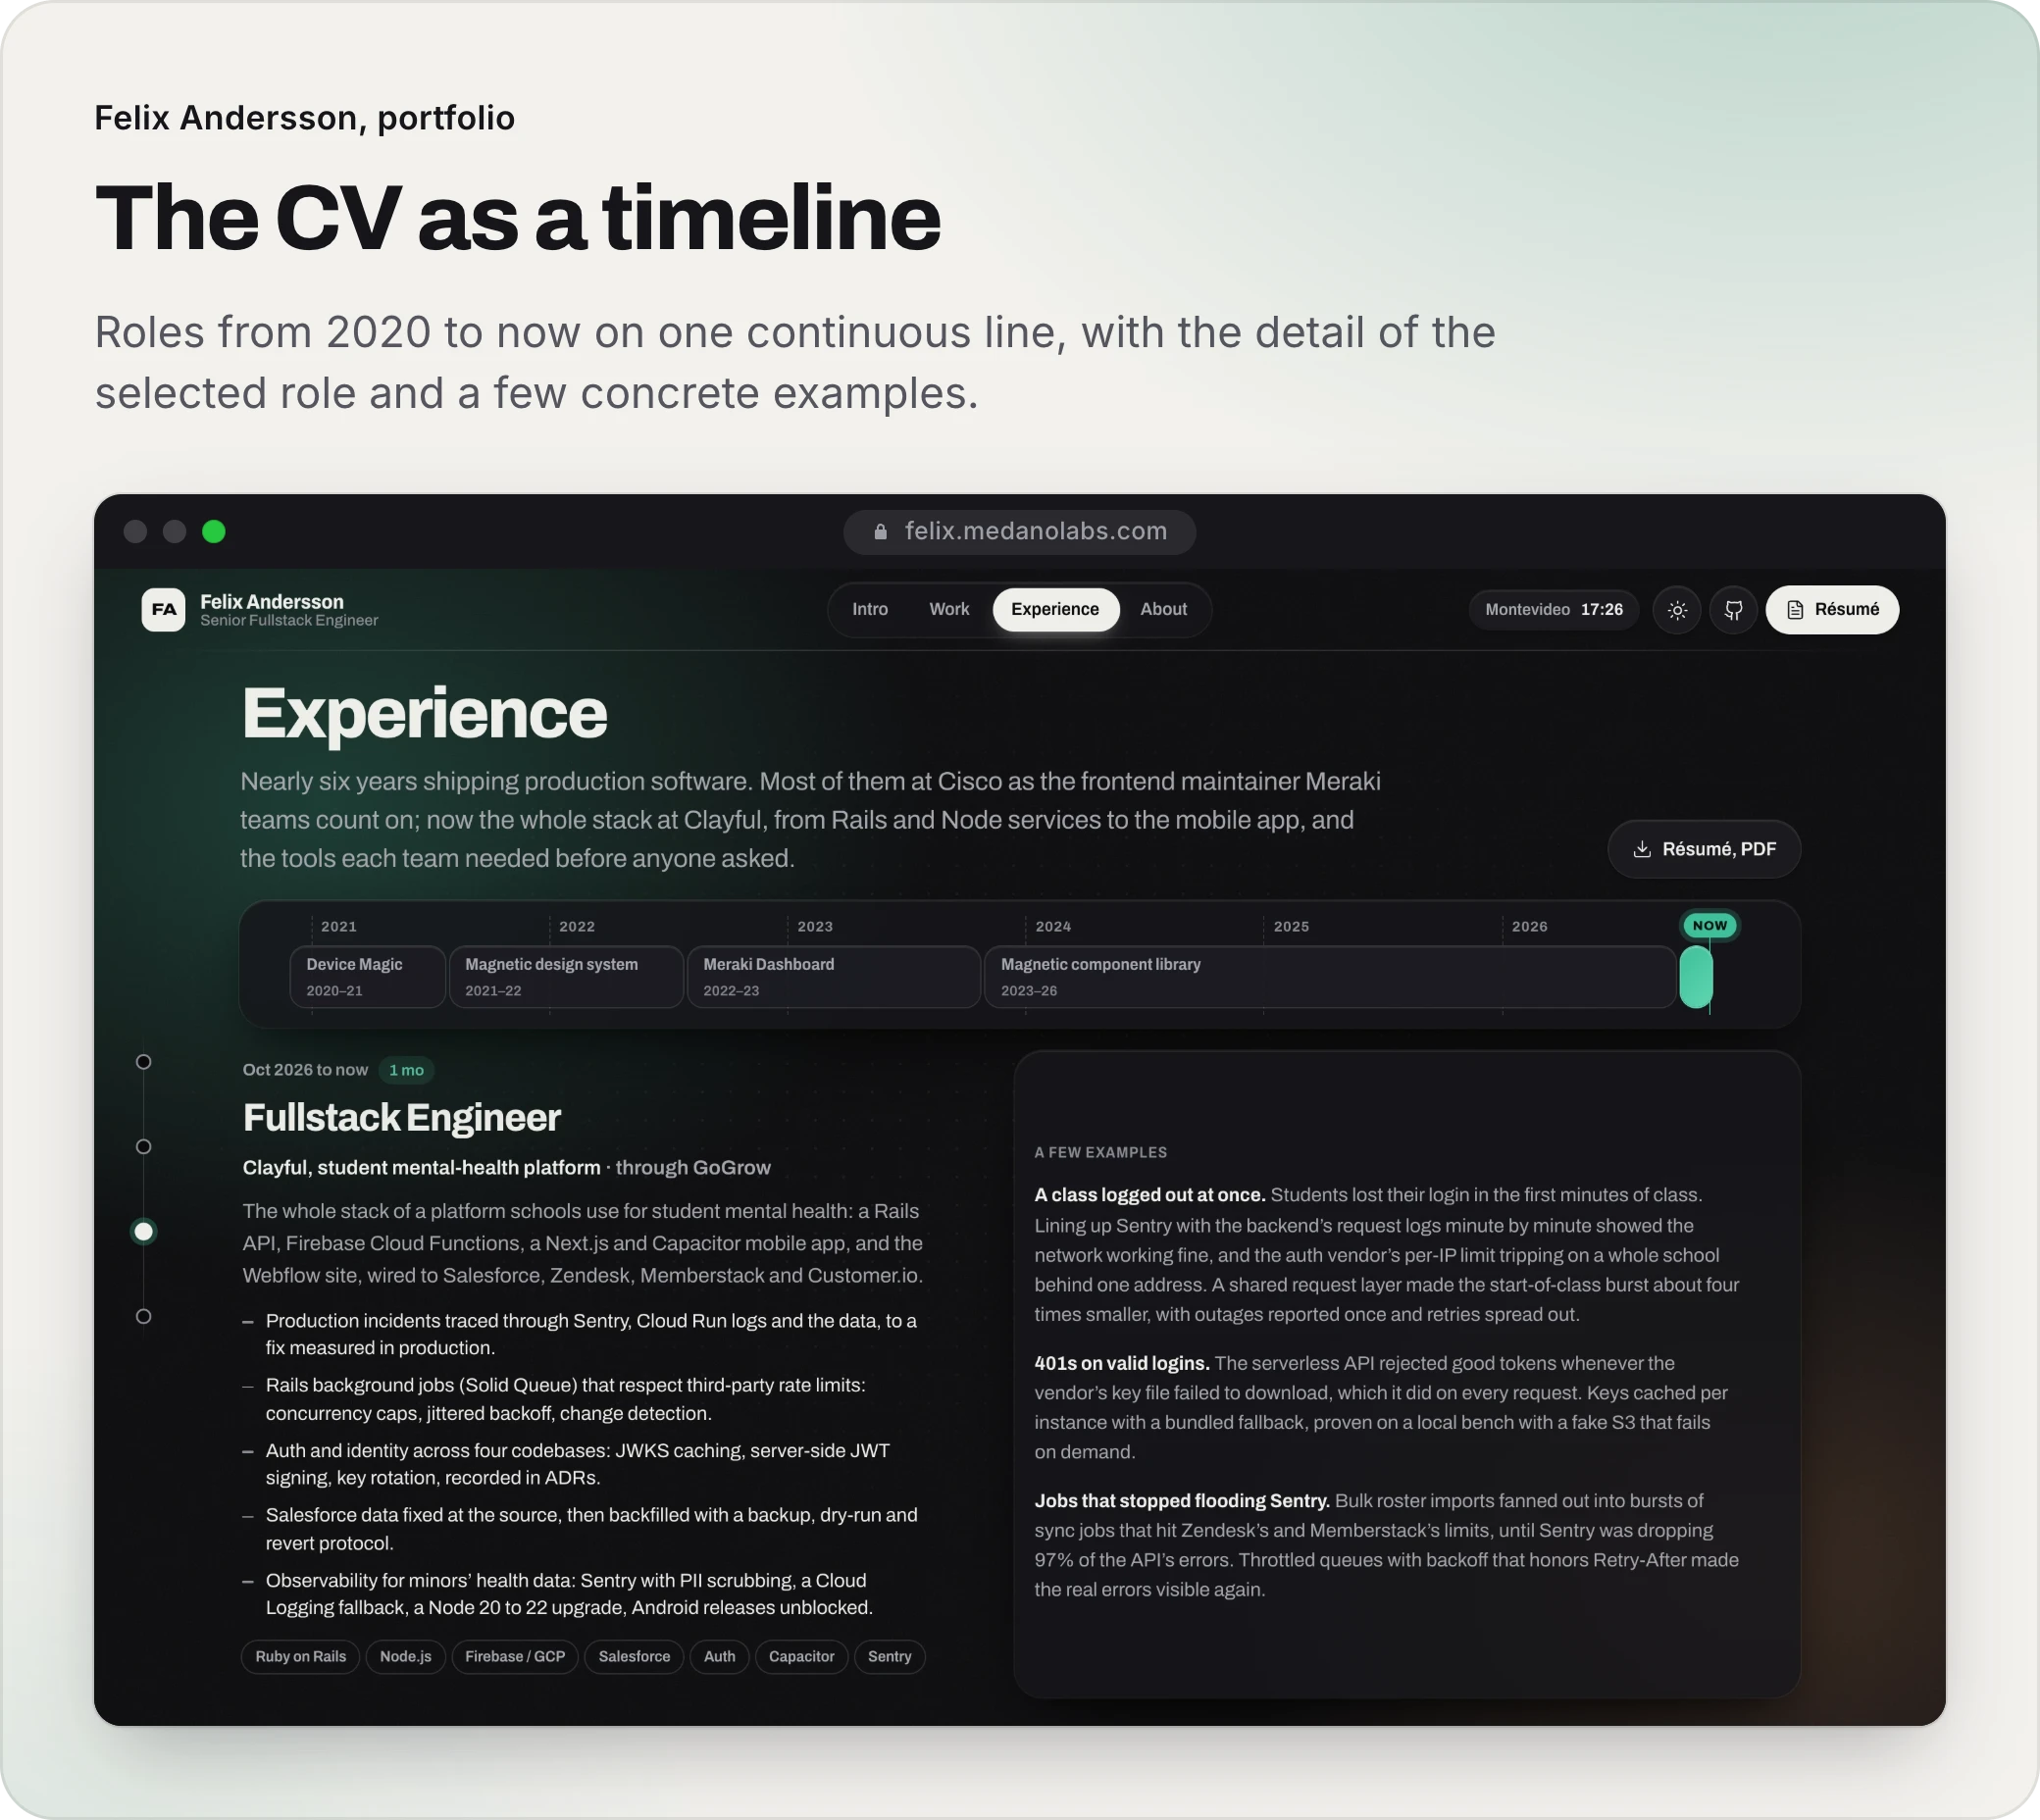 Felix Andersson, portfolio
The CV as a timeline
Roles from 2020 to now on one continuous line, with the detail of the
selected role and a few concrete examples.
felix.medanolabs.com
FA
Felix Andersson
Senior Fullstack Engineer
Intro Work Experience About
Montevideo 17:26
Résumé
Experience
Nearly six years shipping production software. Most of them at Cisco as the frontend maintainer Meraki
teams count on; now the whole stack at Clayful, from Rails and Node services to the mobile app, and
the tools each team needed before anyone asked.
Résumé, PDF
2021 2022 2023 2024 2025 2026 NOW
Device Magic
2020–21
Magnetic design system
2021–22
Meraki Dashboard
2022–23
Magnetic component library
2023–26
Oct 2026 to now 1 mo
Fullstack Engineer
Clayful, student mental-health platform · through GoGrow
The whole stack of a platform schools use for student mental health: a Rails
API, Firebase Cloud Functions, a Next.js and Capacitor mobile app, and the
Webflow site, wired to Salesforce, Zendesk, Memberstack and Customer.io.
– Production incidents traced through Sentry, Cloud Run logs and the data, to a
fix measured in production.
– Rails background jobs (Solid Queue) that respect third-party rate limits:
concurrency caps, jittered backoff, change detection.
– Auth and identity across four codebases: JWKS caching, server-side JWT
signing, key rotation, recorded in ADRs.
– Salesforce data fixed at the source, then backfilled with a backup, dry-run and
revert protocol.
– Observability for minors’ health data: Sentry with PII scrubbing, a Cloud
Logging fallback, a Node 20 to 22 upgrade, Android releases unblocked.
Ruby on Rails Node.js Firebase / GCP Salesforce Auth Capacitor Sentry
A FEW EXAMPLES
A class logged out at once. Students lost their login in the first minutes of class.
Lining up Sentry with the backend’s request logs minute by minute showed the
network working fine, and the auth vendor’s per-IP limit tripping on a whole school
behind one address. A shared request layer made the start-of-class burst about four
times smaller, with outages reported once and retries spread out.
401s on valid logins. The serverless API rejected good tokens whenever the
vendor’s key file failed to download, which it did on every request. Keys cached per
instance with a bundled fallback, proven on a local bench with a fake S3 that fails
on demand.
Jobs that stopped flooding Sentry. Bulk roster imports fanned out into bursts of
sync jobs that hit Zendesk’s and Memberstack’s limits, until Sentry was dropping
97% of the API’s errors. Throttled queues with backoff that honors Retry-After made
the real errors visible again.